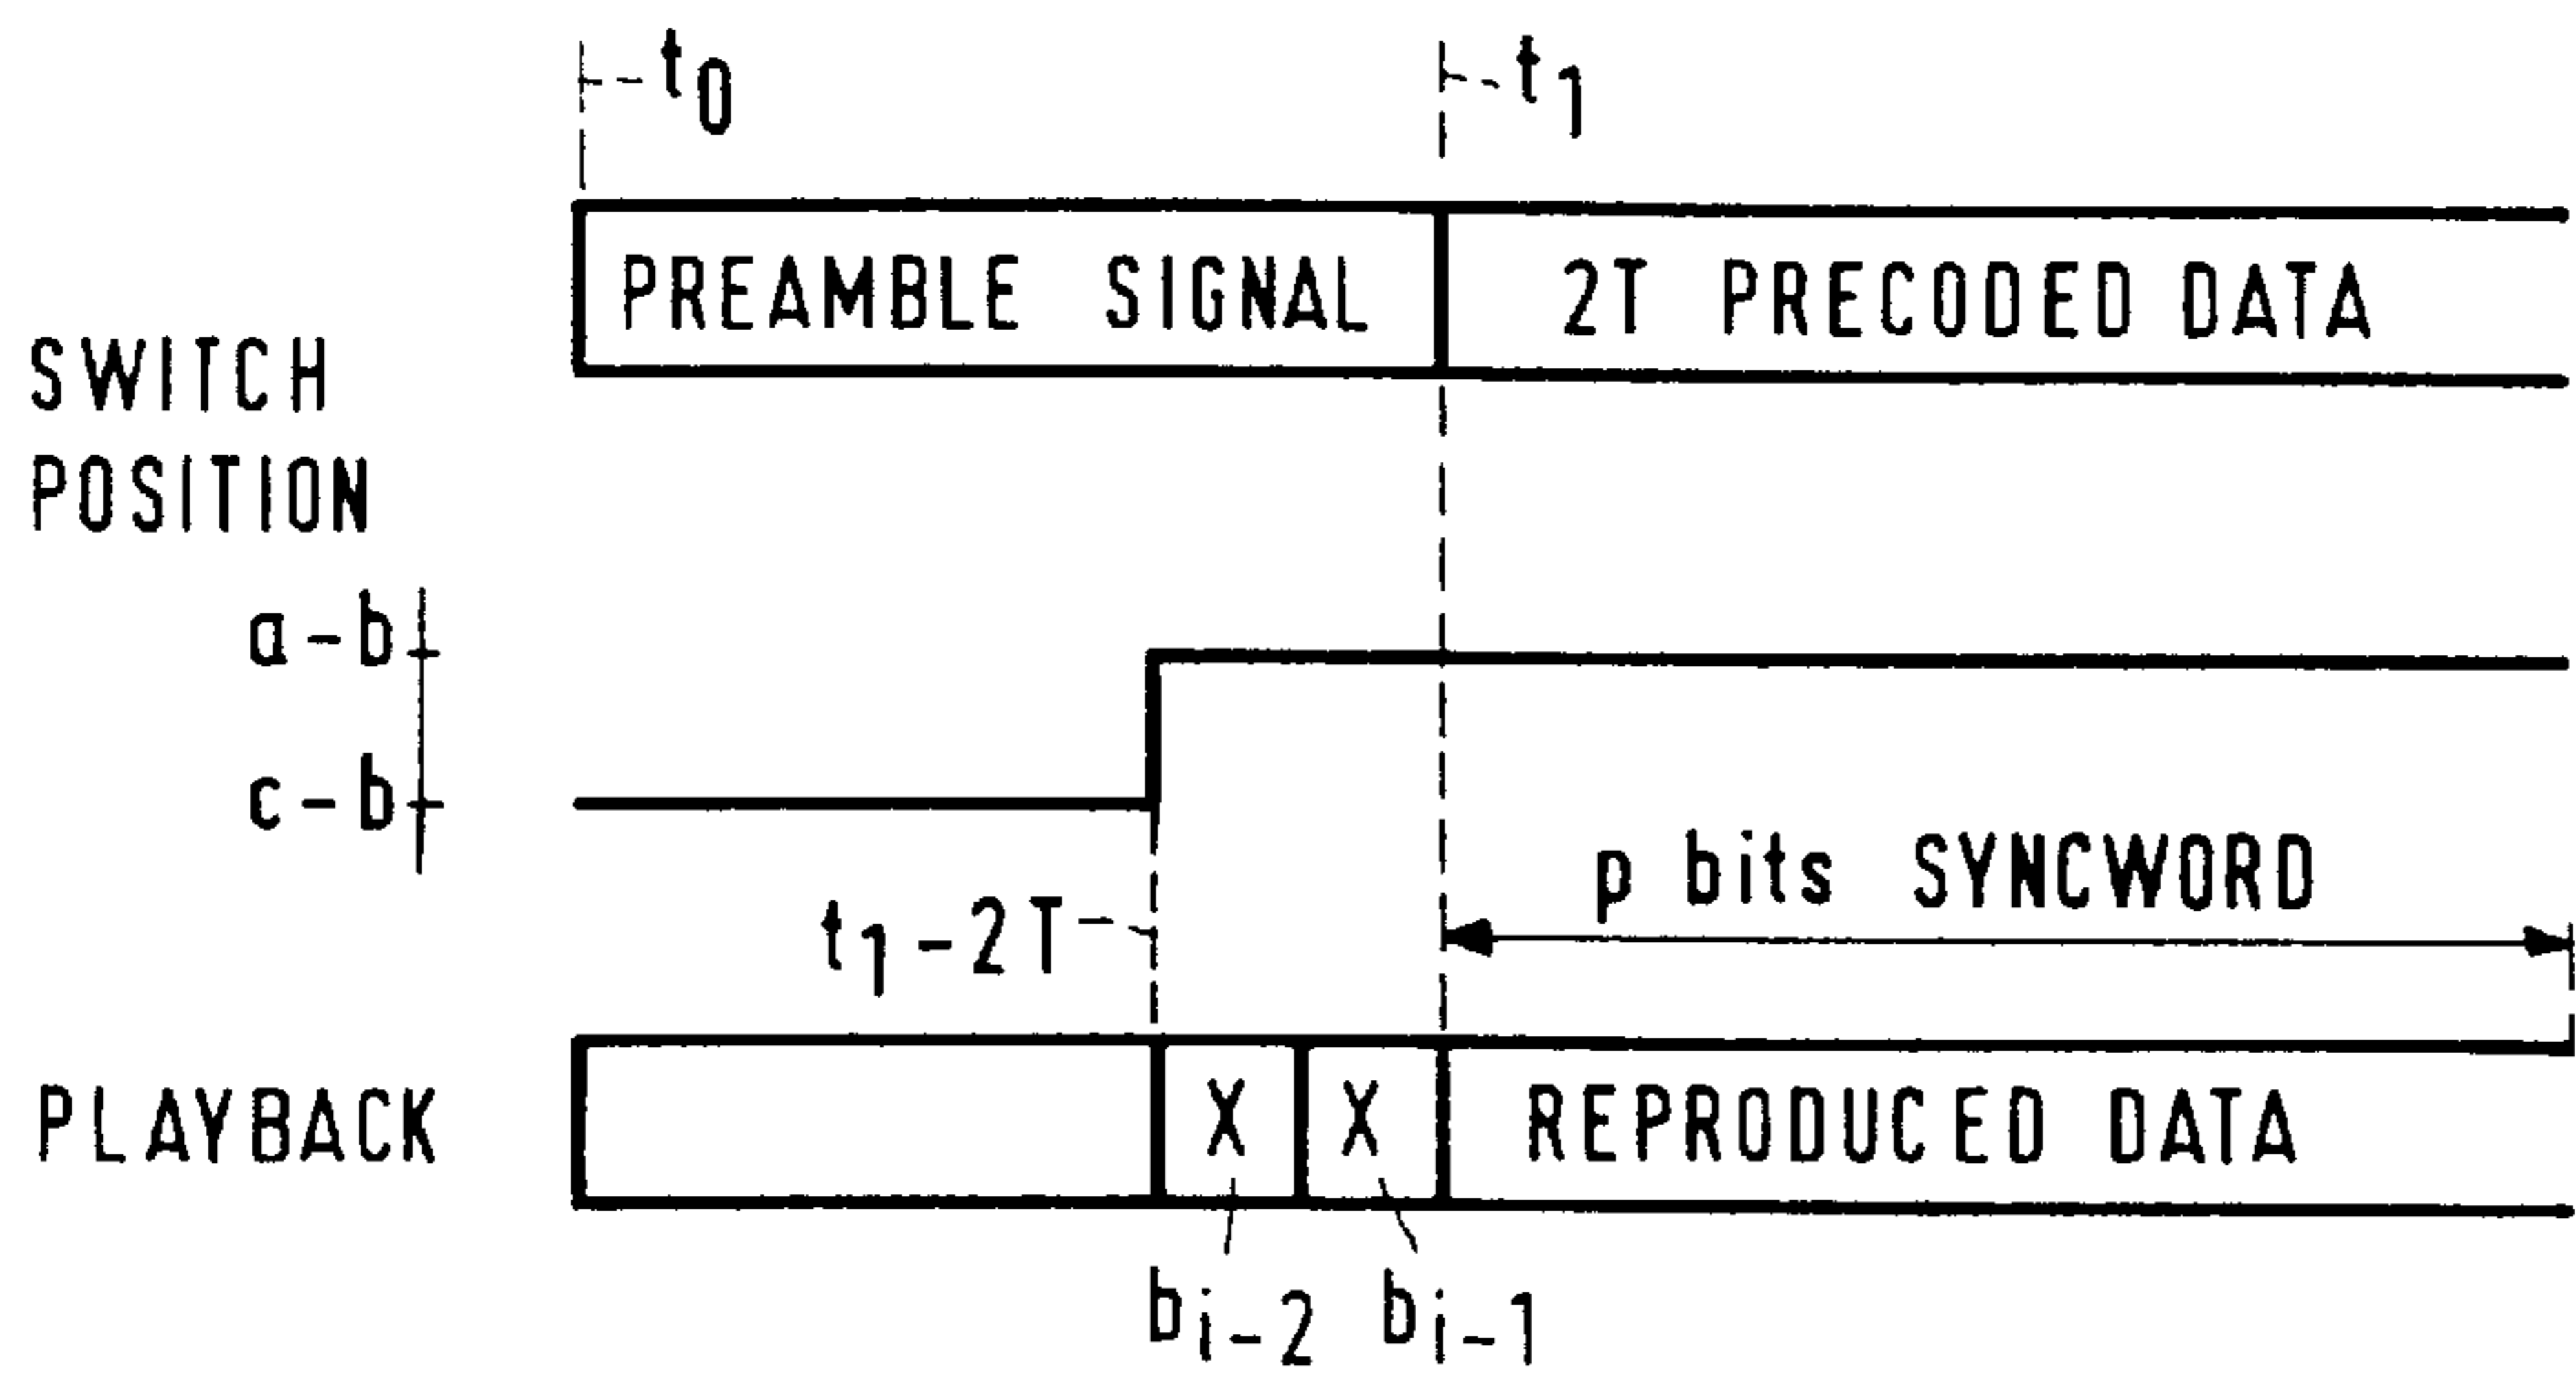 t0
t1
PREAMBLE SIGNAL
2T PRECODED DATA
SWITCH
POSITION
a-b
c-b
t1-2T
p bits SYNCWORD
PLAYBACK
X X
REPRODUCED DATA
bi-2
bi-1